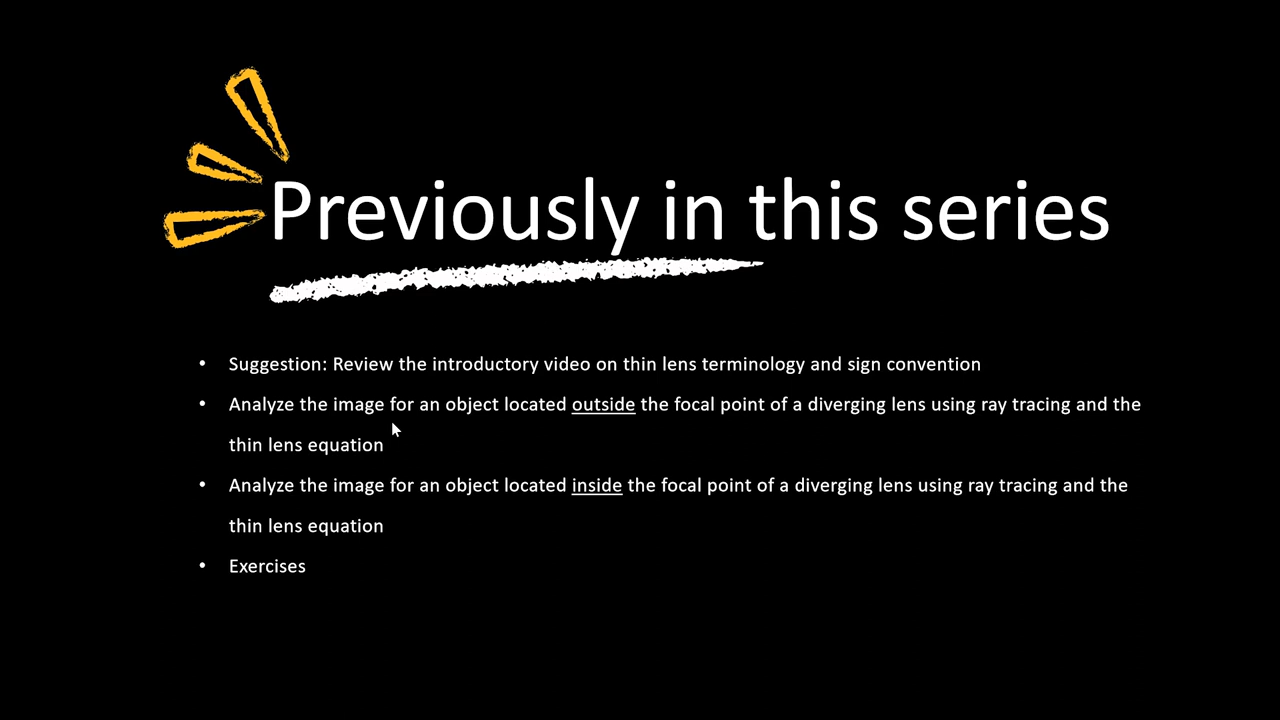 Previously in this series
• Suggestion: Review the introductory video on thin lens terminology and sign convention
• Analyze the image for an object located outside the focal point of a diverging lens using ray tracing and the
thin lens equation
• Analyze the image for an object located inside the focal point of a diverging lens using ray tracing and the
thin lens equation
• Exercises